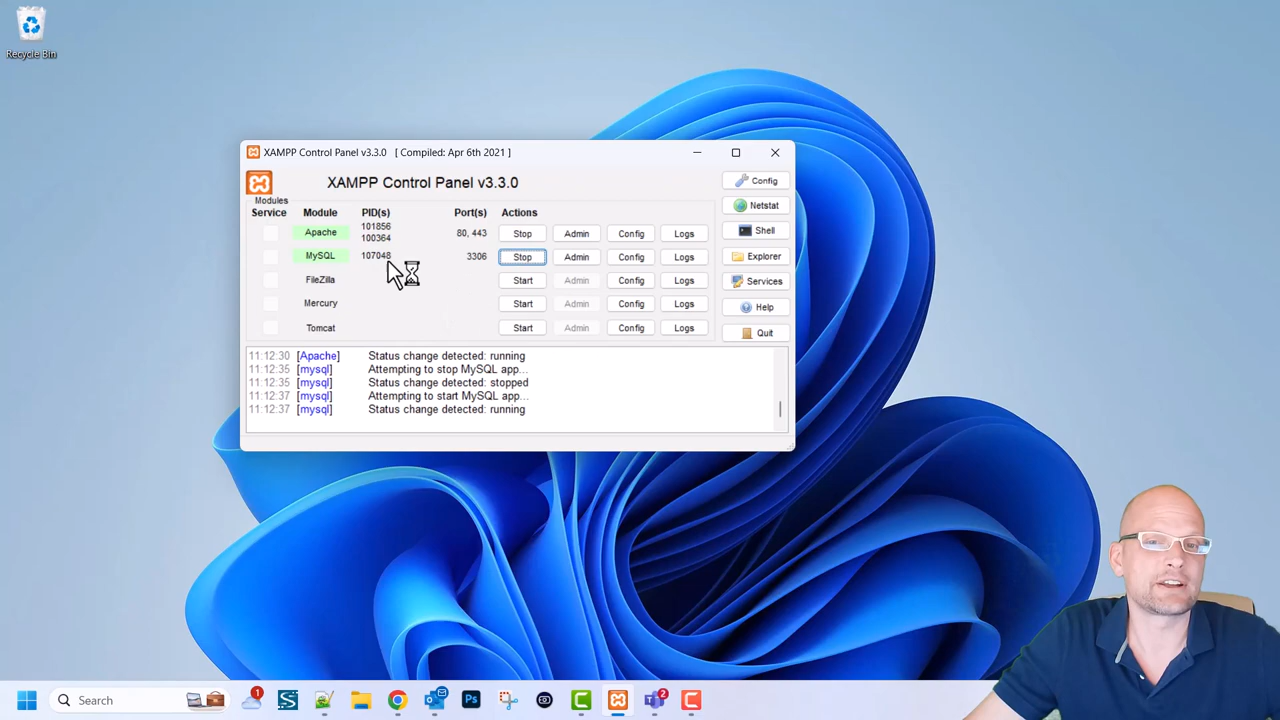 Recycle Bin
XAMPP Control Panel v3.3.0 [ Compiled: Apr 6th 2021 ]
XAMPP Control Panel v3.3.0
Config
Modules
Service Module PID(s) Port(s) Actions
Netstat
Apache 101856 100364 80, 443 Stop Admin Config Logs
Shell
MySQL 107048 3306 Stop Admin Config Logs
Explorer
FileZilla Start Admin Config Logs
Services
Mercury Start Admin Config Logs
Help
Tomcat Start Admin Config Logs
Quit
11:12:30 [Apache] Status change detected: running
11:12:35 [mysql] Attempting to stop MySQL app...
11:12:35 [mysql] Status change detected: stopped
11:12:37 [mysql] Attempting to start MySQL app...
11:12:37 [mysql] Status change detected: running
Search
1
Ps
2